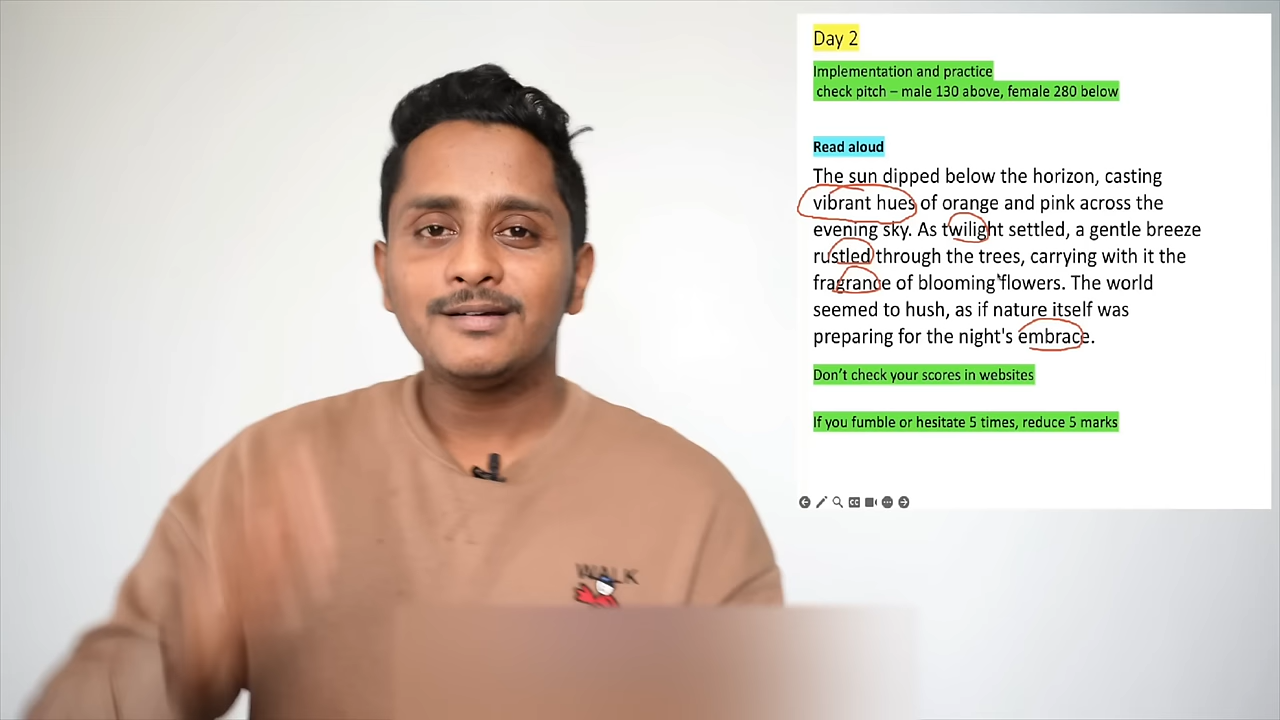 Day 2
Implementation and practice
check pitch – male 130 above, female 280 below
Read aloud
The sun dipped below the horizon, casting
vibrant hues of orange and pink across the
evening sky. As twilight settled, a gentle breeze
rustled through the trees, carrying with it the
fragrance of blooming flowers. The world
seemed to hush, as if nature itself was
preparing for the night's embrace.
Don't check your scores in websites
If you fumble or hesitate 5 times, reduce 5 marks
CC
WALK